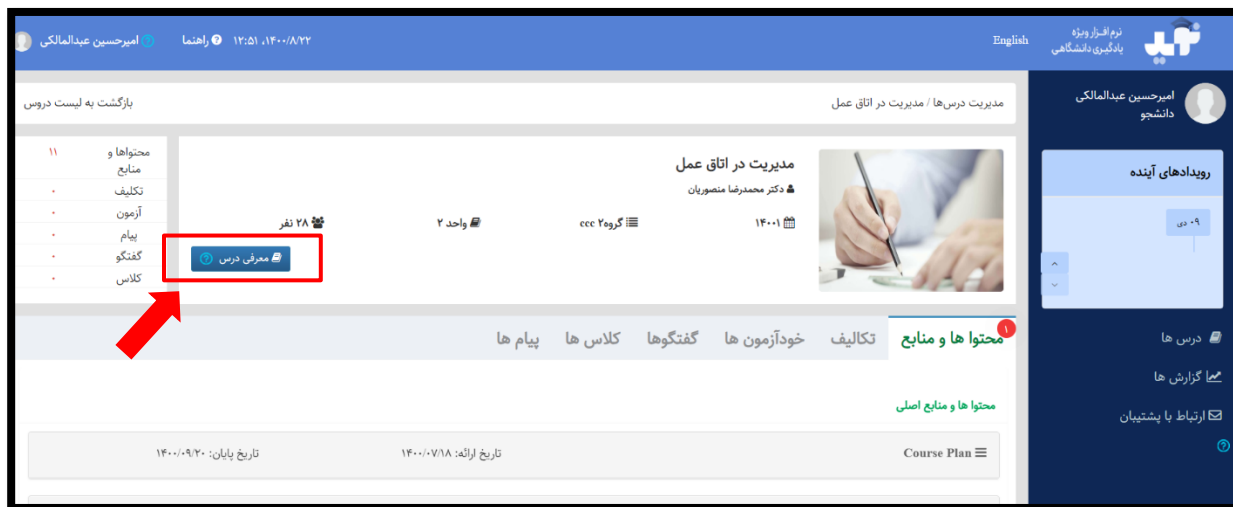 نرم‌افزار ویژه
یادگیری دانشگاهی
نوید
English
۱۴۰۰/۸/۲۲، ۱۲:۵۱
راهنما
امیرحسین عبدالمالکی
امیرحسین عبدالمالکی
دانشجو
رویدادهای آینده
۰۹ دی
درس ها
گزارش ها
ارتباط با پشتیبان
مدیریت درس‌ها / مدیریت در اتاق عمل
بازگشت به لیست دروس
مدیریت در اتاق عمل
دکتر محمدرضا منصوریان
۱۴۰۰۱
گروه۲ ccc
واحد ۲
۲۸ نفر
معرفی درس
محتواها و ۱۱
منابع
تکلیف ۰
آزمون ۰
پیام ۰
گفتگو ۰
کلاس ۰
۱
محتوا ها و منابع
تکالیف
خودآزمون ها
گفتگوها
کلاس ها
پیام ها
محتوا ها و منابع اصلی
Course Plan
تاریخ ارائه: ۱۴۰۰/۰۷/۱۸
تاریخ پایان: ۱۴۰۰/۰۹/۲۰